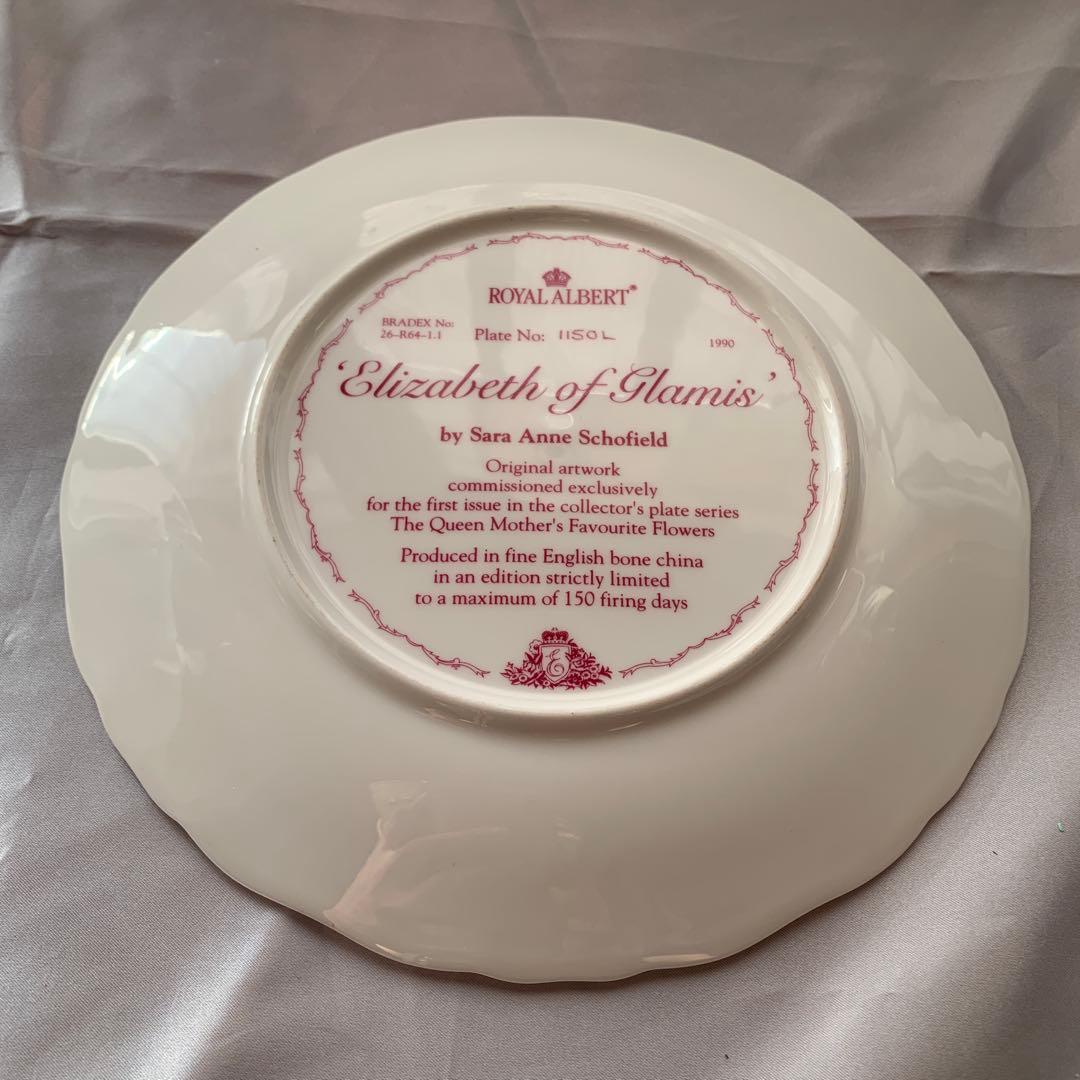 ROYAL ALBERT®
BRADEX No:
26-R64-1.1
Plate No: 1150L
1990
'Elizabeth of Glamis'
by Sara Anne Schofield
Original artwork
commissioned exclusively
for the first issue in the collector's plate series
The Queen Mother's Favourite Flowers
Produced in fine English bone china
in an edition strictly limited
to a maximum of 150 firing days
E